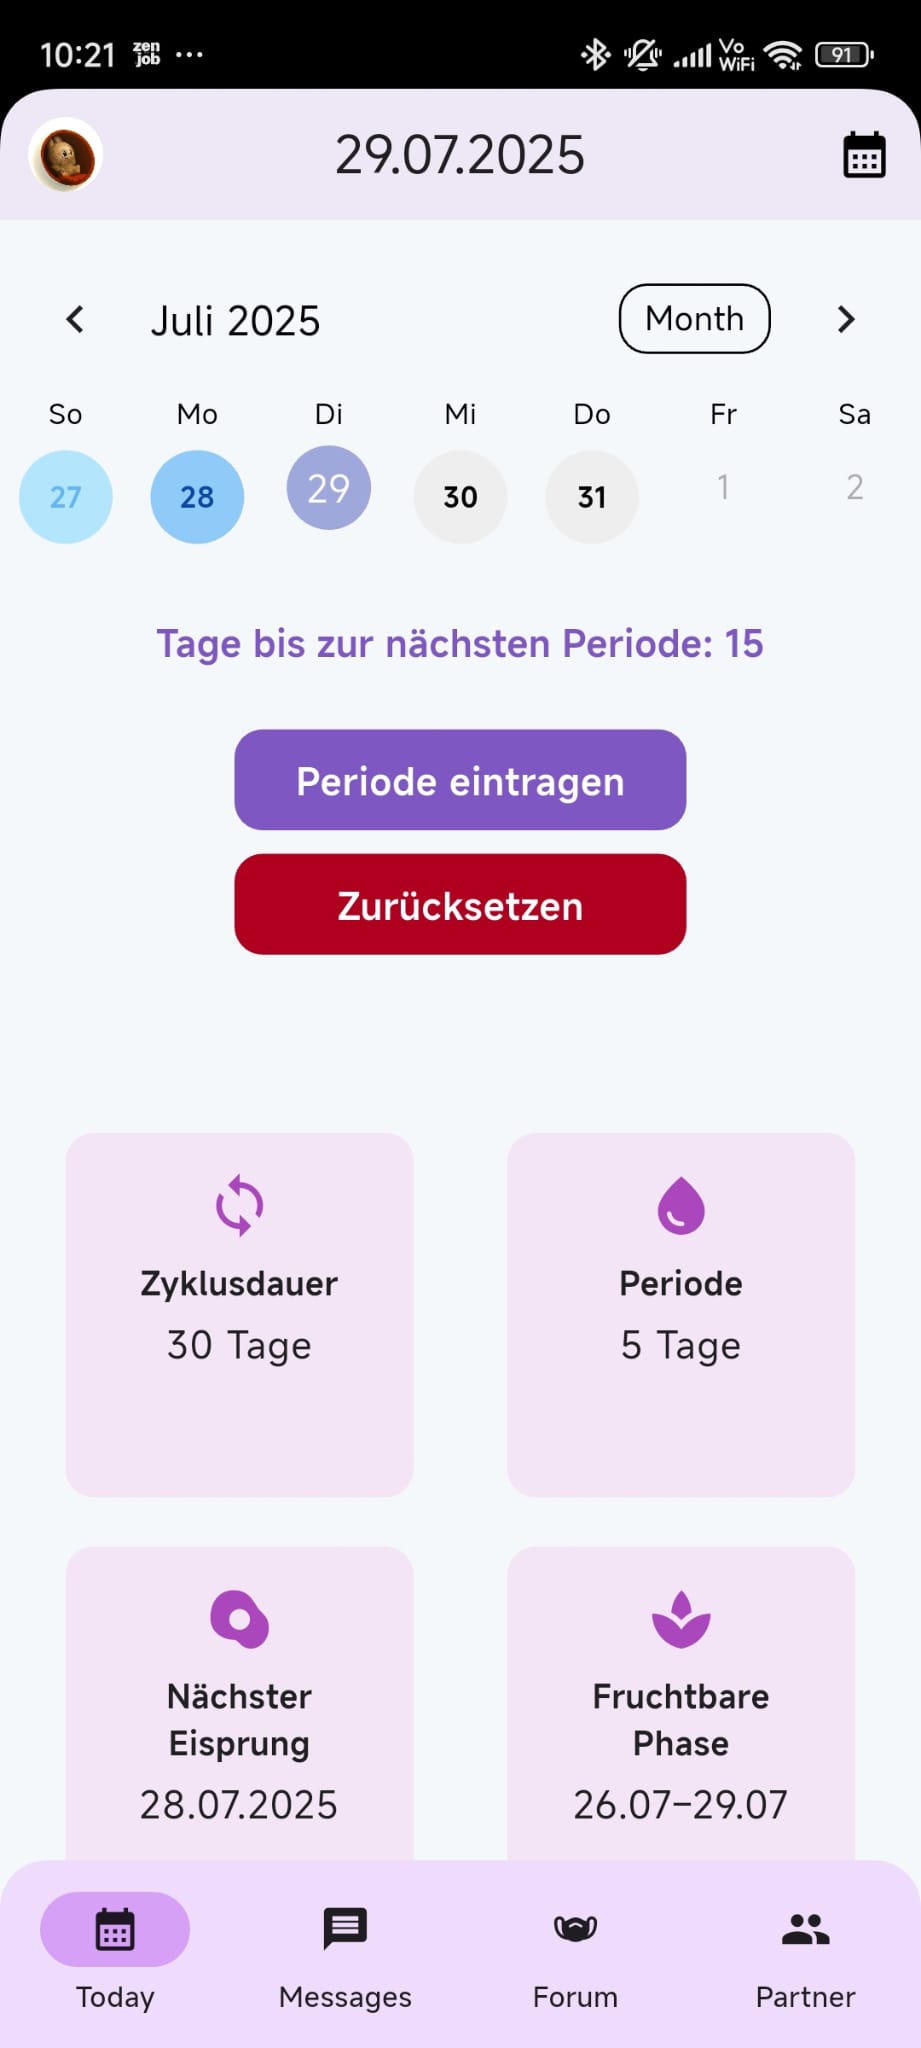 10:21 zen job ...
Vo WiFi 91
29.07.2025
Juli 2025 Month
So Mo Di Mi Do Fr Sa
27 28 29 30 31 1 2
Tage bis zur nächsten Periode: 15
Periode eintragen
Zurücksetzen
Zyklusdauer
30 Tage
Periode
5 Tage
Nächster
Eisprung
28.07.2025
Fruchtbare
Phase
26.07–29.07
Today Messages Forum Partner